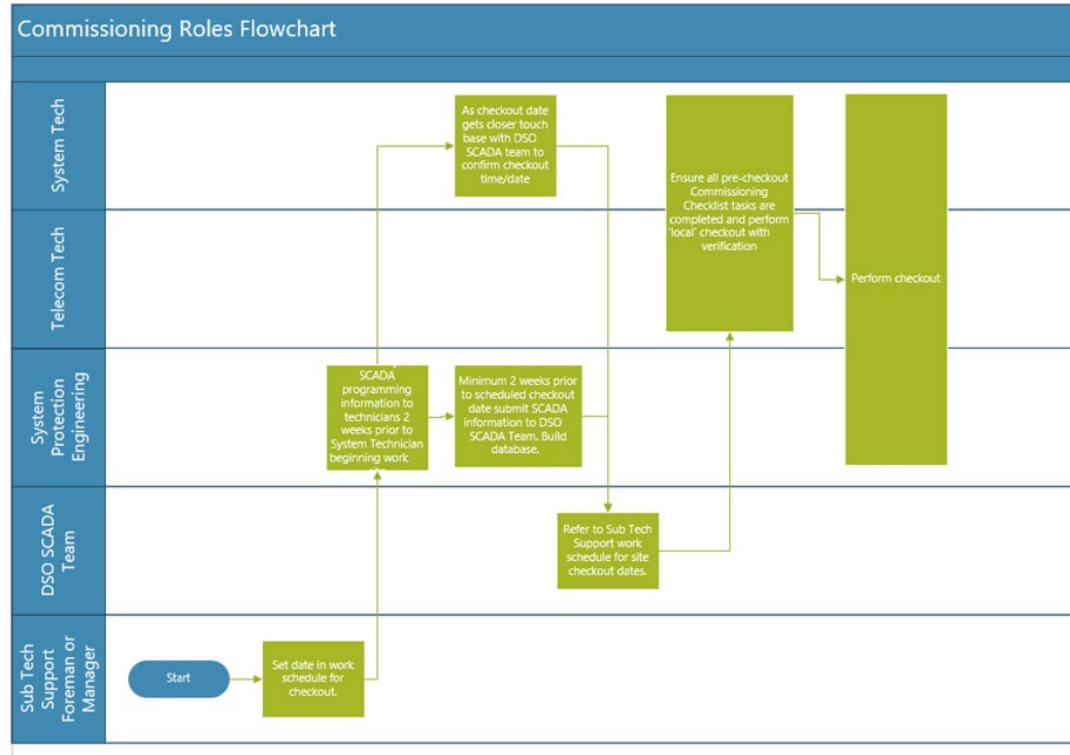 Commissioning Roles Flowchart
System Tech
As checkout date
gets closer touch
base with DSO
SCADA team to
confirm checkout
time/date
Ensure all pre-checkout
Commissioning
Checklist tasks are
completed and perform
'local' checkout with
verification
Perform checkout
Telecom Tech
System
Protection
Engineering
SCADA
programming
information to
technicians 2
weeks prior to
System Technician
beginning work
Minimum 2 weeks prior
to scheduled checkout
date submit SCADA
information to DSO
SCADA Team. Build
database.
DSO SCADA
Team
Refer to Sub Tech
Support work
schedule for site
checkout dates.
Sub Tech
Support
Foreman or
Manager
Start
Set date in work
schedule for
checkout.